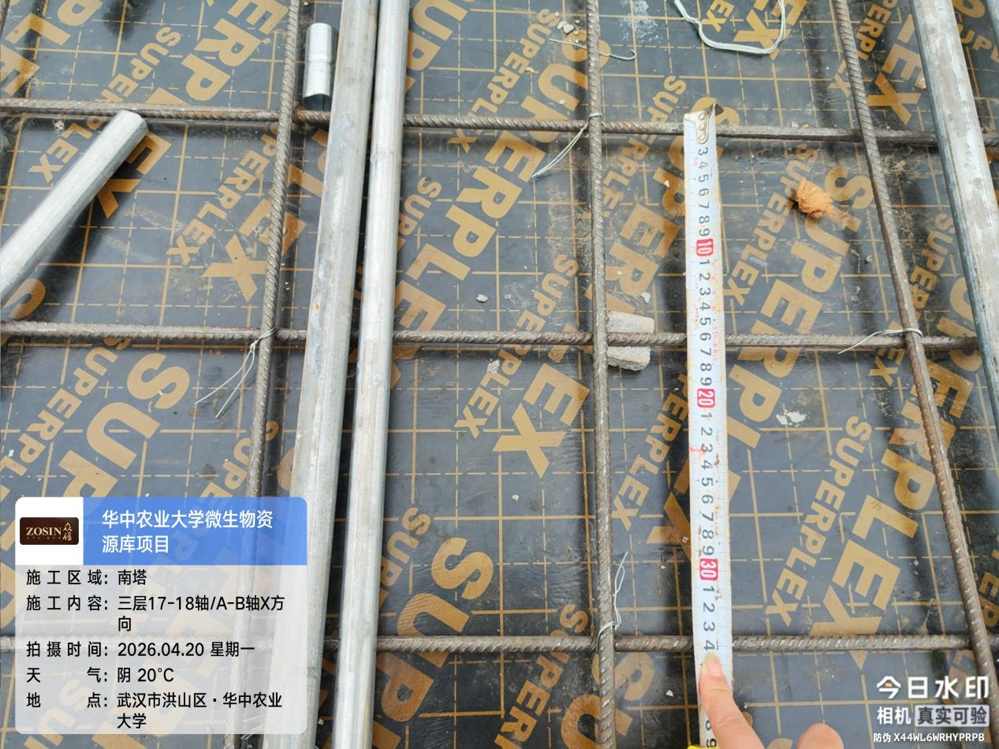 SUPERPLEX
3
4
5
6
7
8
9
10
1
2
3
4
5
6
7
8
9
20
1
2
3
4
5
6
7
8
9
30
1
2
3
4
8
9
ZOSIN 众信
华中农业大学微生物资
源库项目
施工区域：南塔
施工内容：三层17-18轴/A-B轴X方
向
拍摄时间：2026.04.20 星期一
天气：阴 20°C
地点：武汉市洪山区·华中农业
大学
今日水印
相机 真实可验
防伪 X44WL6WRHYPRPB